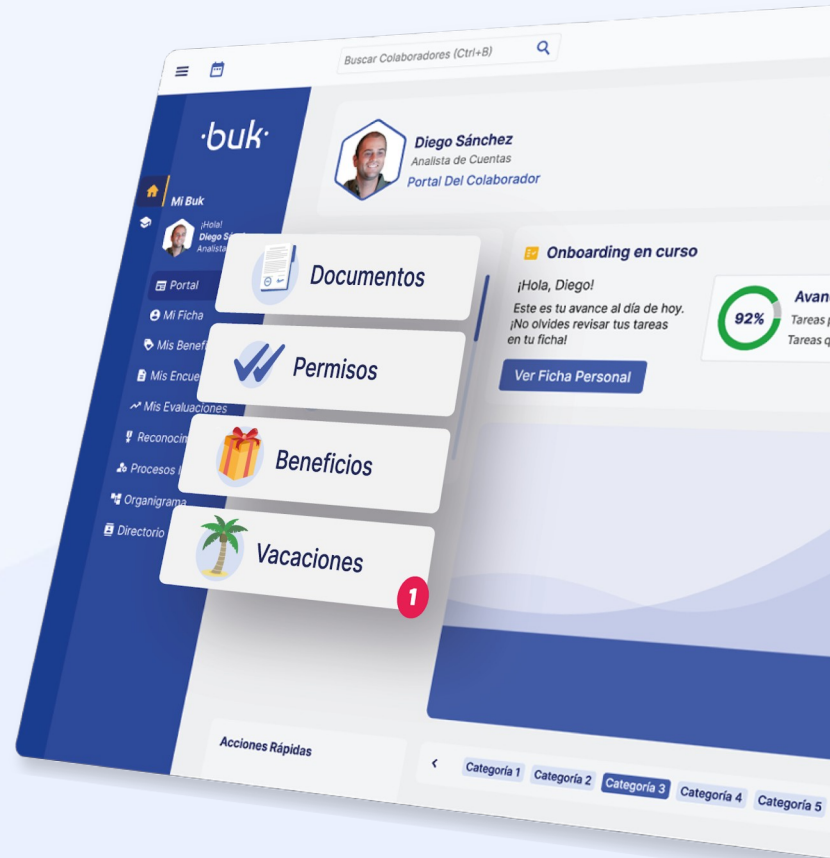 Buscar Colaboradores (Ctrl+B)
·buk·
Diego Sánchez
Analista de Cuentas
Portal Del Colaborador
Mi Buk
¡Hola!
Diego
Portal
Mi Ficha
Mis
Mis
Mis Evaluaciones
Procesos
Organigrama
Directorio
Documentos
Permisos
Beneficios
Vacaciones
1
Onboarding en curso
¡Hola, Diego!
Este es tu avance al día de hoy.
¡No olvides revisar tus tareas
en tu ficha!
Ver Ficha Personal
92%
Tareas
Tareas
Acciones Rápidas
Categoría 1 Categoría 2 Categoría 3 Categoría 4 Categoría 5